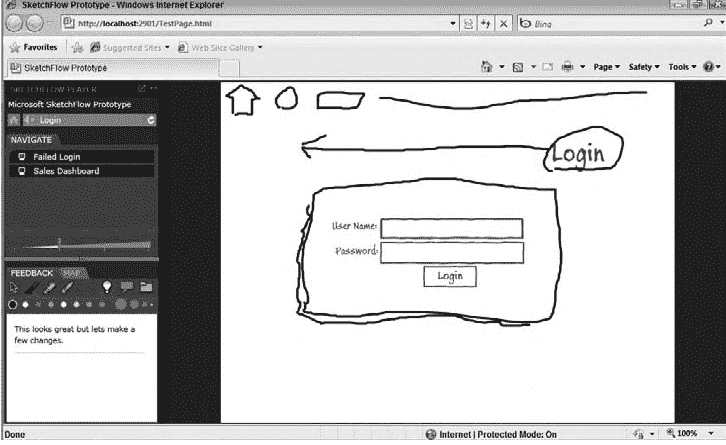 SketchFlow Prototype - Windows Internet Explorer
http://localhost:2901/TestPage.html
Bing
Favorites Suggested Sites Web Slice Gallery
SketchFlow Prototype
Page Safety Tools
SKETCHFLOW PLAYER
Microsoft SketchFlow Prototype
Login
NAVIGATE
Failed Login
Sales Dashboard
FEEDBACK MAP
This looks great but lets make a
few changes.
Login
User Name:
Password:
Login
Done
Internet | Protected Mode: On
100%